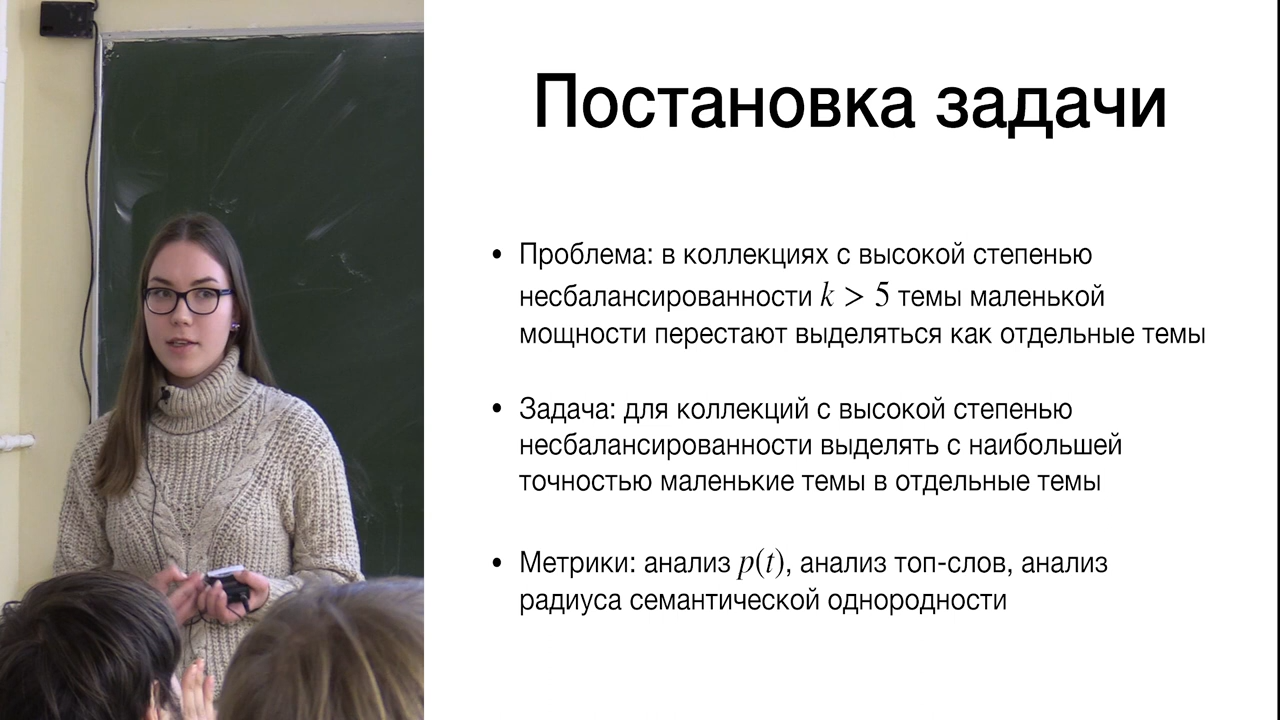 Постановка задачи
• Проблема: в коллекциях с высокой степенью
несбалансированности k > 5 темы маленькой
мощности перестают выделяться как отдельные темы
• Задача: для коллекций с высокой степенью
несбалансированности выделять с наибольшей
точностью маленькие темы в отдельные темы
• Метрики: анализ p(t), анализ топ-слов, анализ
радиуса семантической однородности